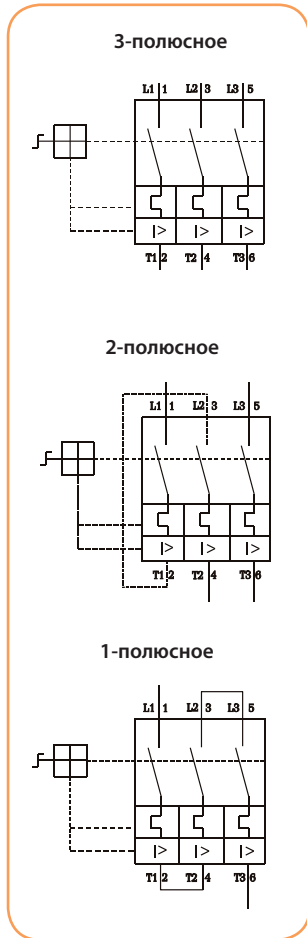 3-полюсное
L1 1 L2 3 L3 5
I> I> I>
T1 2 T2 4 T3 6
2-полюсное
L1 1 L2 3 L3 5
I> I> I>
T1 2 T2 4 T3 6
1-полюсное
L1 1 L2 3 L3 5
I> I> I>
T1 2 T2 4 T3 6